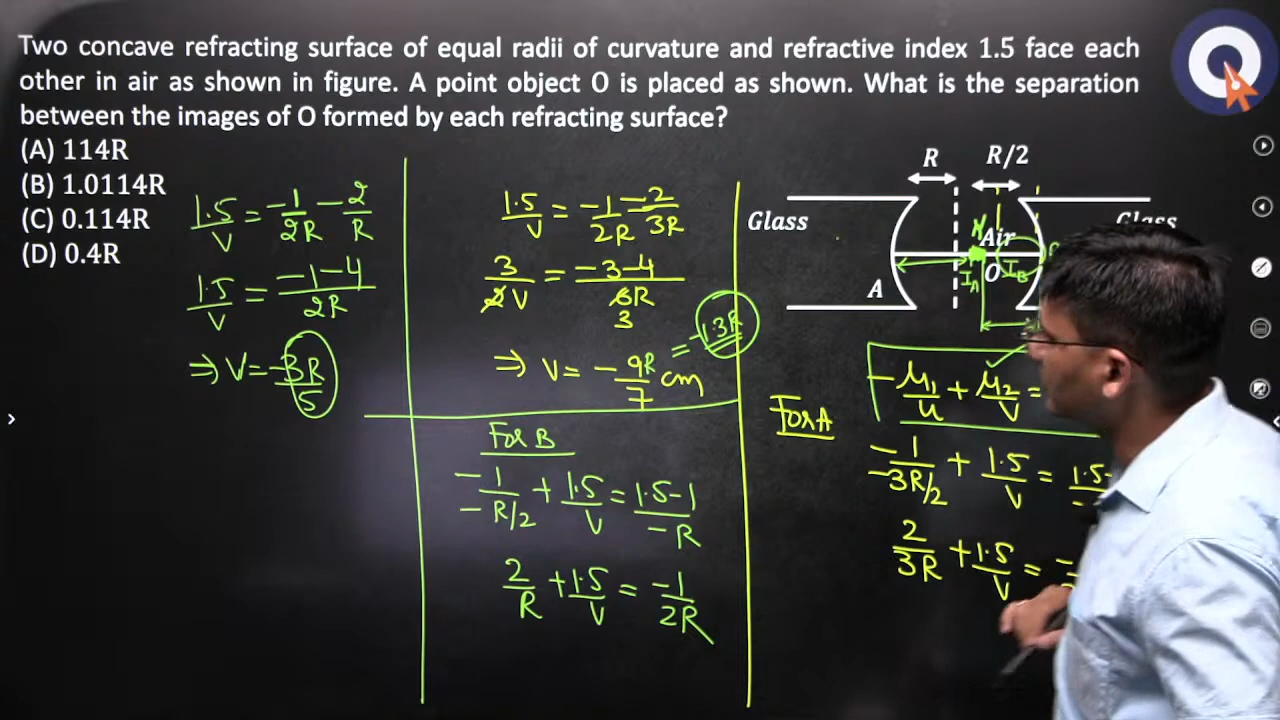 Two concave refracting surface of equal radii of curvature and refractive index 1.5 face each
other in air as shown in figure. A point object O is placed as shown. What is the separation
between the images of O formed by each refracting surface?
(A) 114R
(B) 1.0114R
(C) 0.114R
(D) 0.4R
1.5/V = -1/2R - 2/R
1.5/V = -1-4/2R
⇒ V = -3R/5
1.5/V = -1/2R - 2/3R
3/2V = -3-4/6R
3
⇒ V = -9R/7 cm = -1.3R
For B
-1/-R/2 + 1.5/V = 1.5-1/-R
2/R + 1.5/V = -1/2R
R
R/2
Glass
Air
Glass
A
I_A
O
I_B
-μ1/u + μ2/V =
For A
-1/-3R/2 + 1.5/V = 1.5-
2/3R + 1.5/V = -